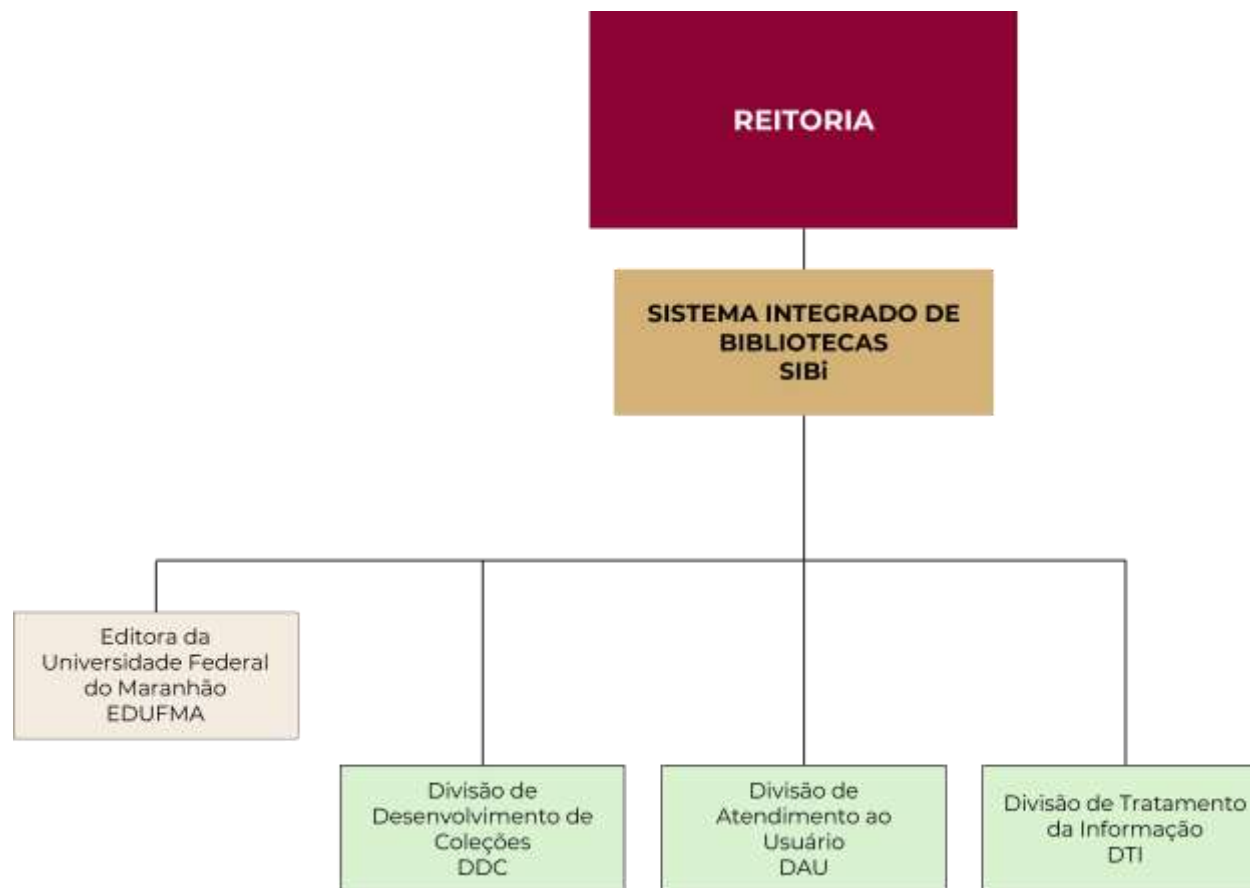 REITORIA
SISTEMA INTEGRADO DE
BIBLIOTECAS
SIBi
Editora da
Universidade Federal
do Maranhão
EDUFMA
Divisão de
Desenvolvimento de
Coleções
DDC
Divisão de
Atendimento ao
Usuário
DAU
Divisão de Tratamento
da Informação
DTI